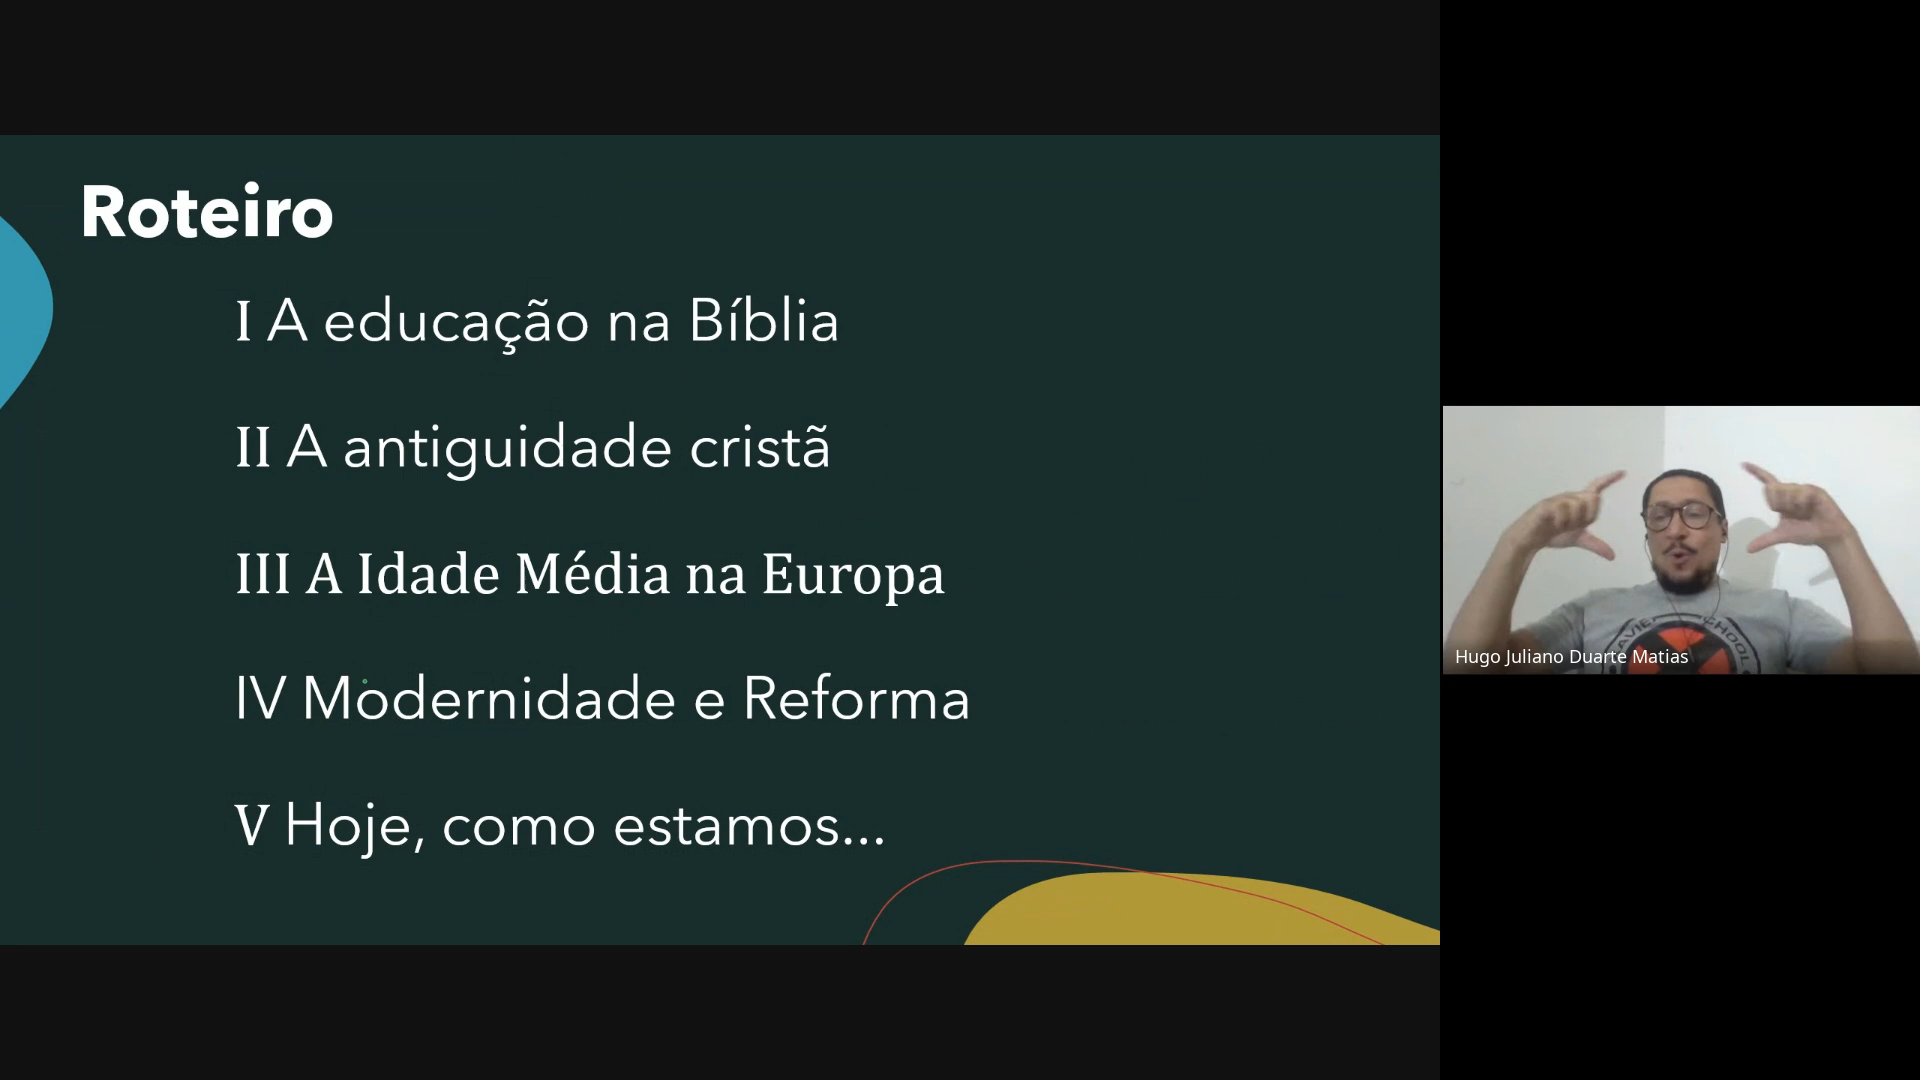 Roteiro
I A educação na Bíblia
II A antiguidade cristã
III A Idade Média na Europa
IV Modernidade e Reforma
V Hoje, como estamos...
Hugo Juliano Duarte Matias